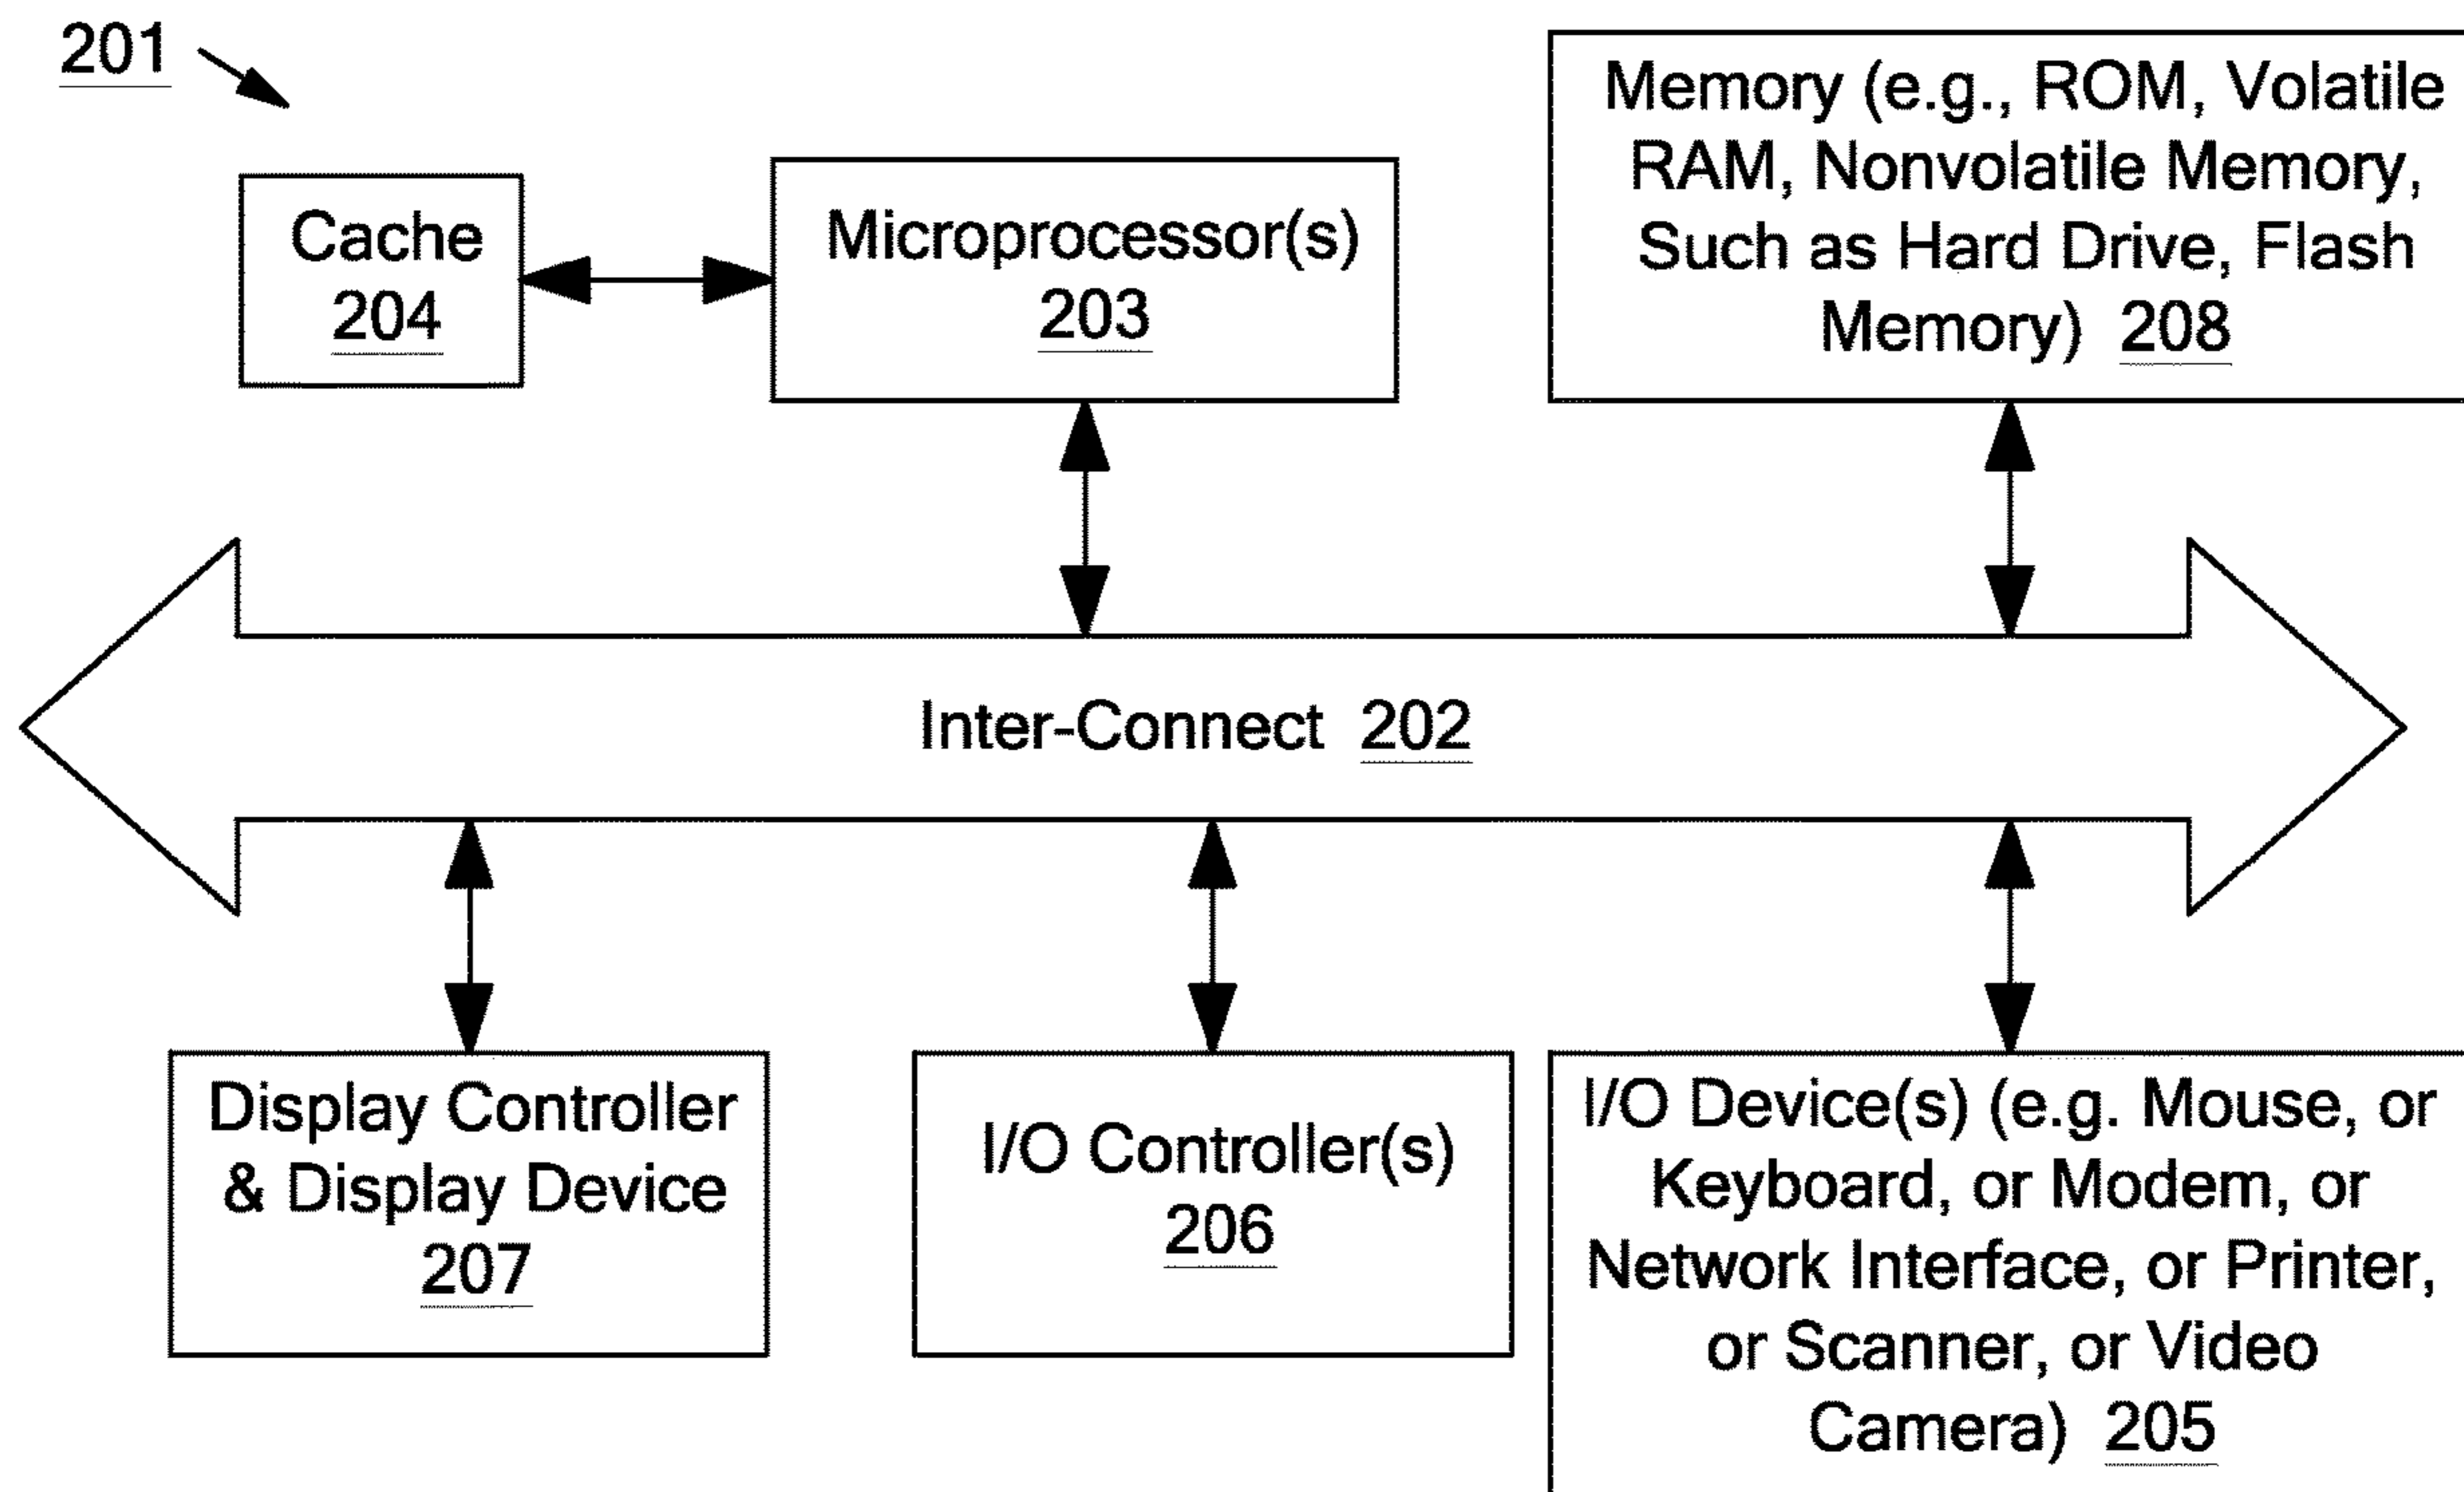 201
Cache
204
Microprocessor(s)
203
Memory (e.g., ROM, Volatile
RAM, Nonvolatile Memory,
Such as Hard Drive, Flash
Memory) 208
Inter-Connect 202
Display Controller
& Display Device
207
I/O Controller(s)
206
I/O Device(s) (e.g. Mouse, or
Keyboard, or Modem, or
Network Interface, or Printer,
or Scanner, or Video
Camera) 205